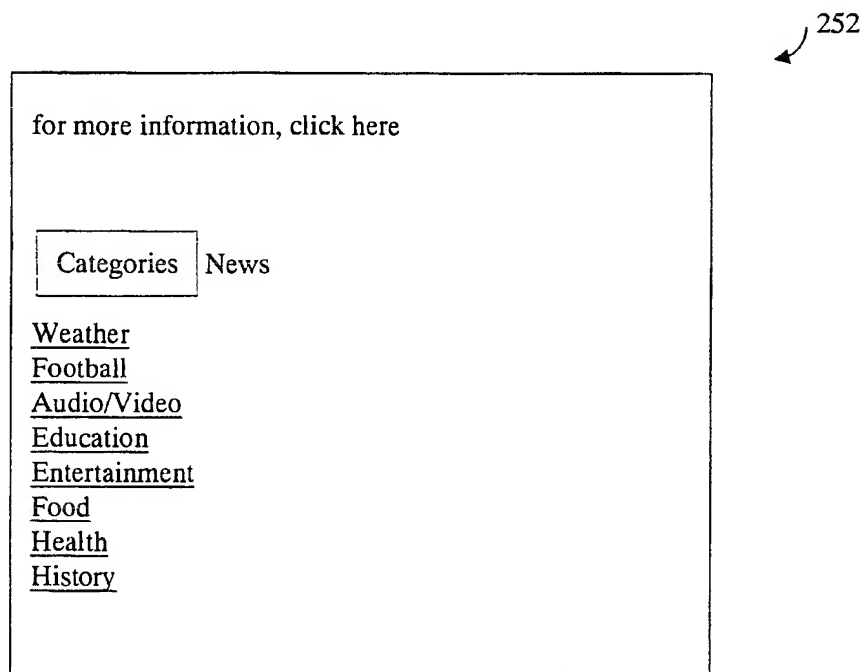 252
for more information, click here
Categories News
Weather
Football
Audio/Video
Education
Entertainment
Food
Health
History